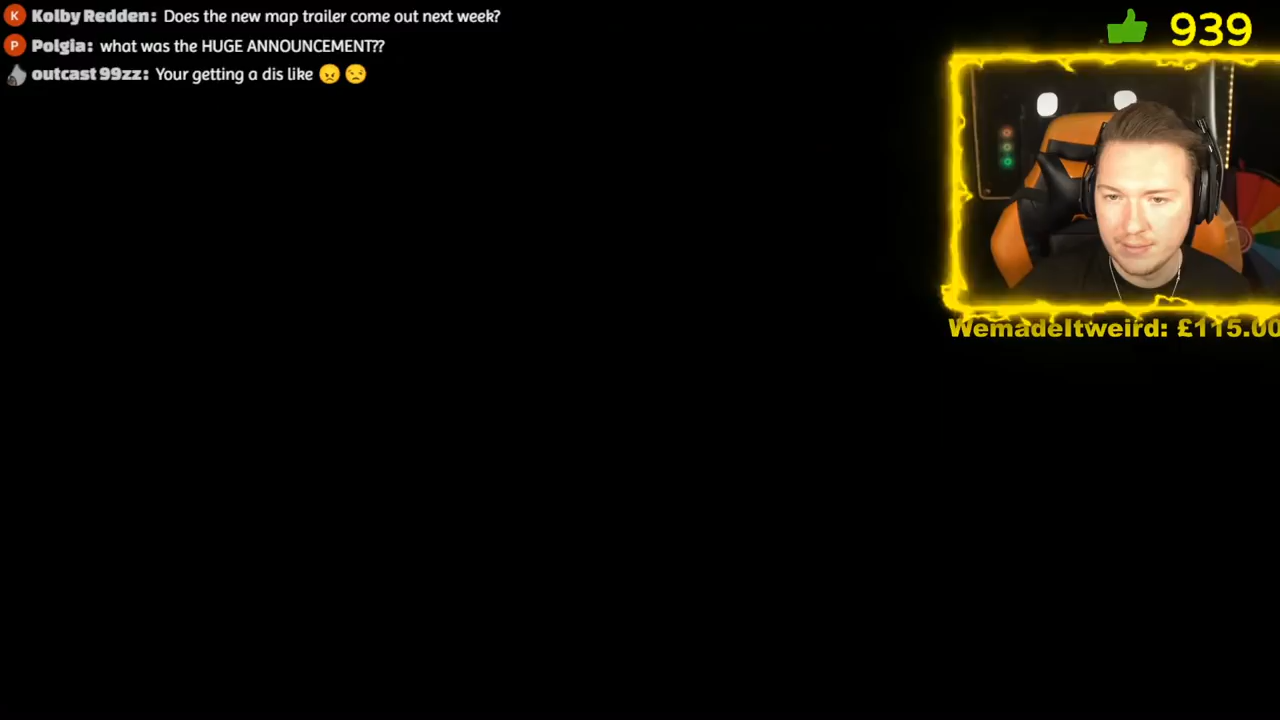 Kolby Redden: Does the new map trailer come out next week?
Polgia: what was the HUGE ANNOUNCEMENT??
outcast 99zz: Your getting a dis like 😠 😒
939
WemadeItweird: £115.00